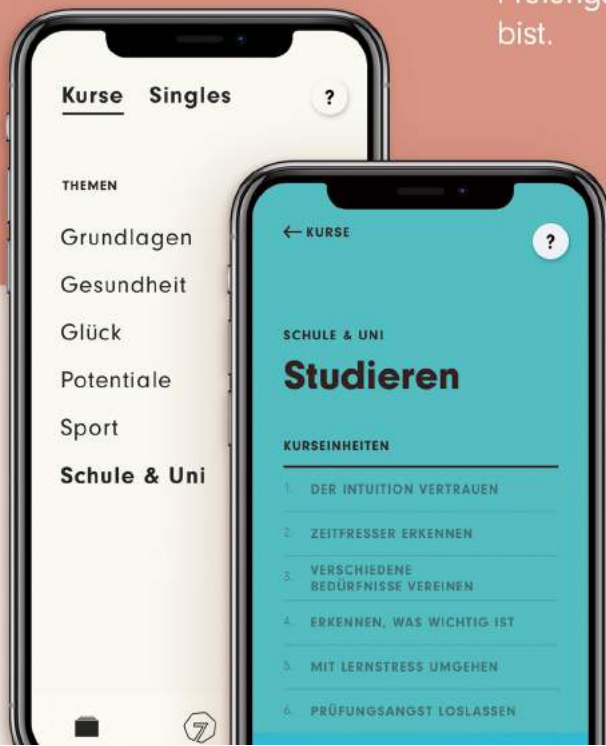 bist.
Kurse Singles ?
THEMEN
Grundlagen
Gesundheit
Glück
Potentiale
Sport
Schule & Uni
7
← KURSE ?
SCHULE & UNI
Studieren
KURSEINHEITEN
1. DER INTUITION VERTRAUEN
2. ZEITFRESSER ERKENNEN
3. VERSCHIEDENE
BEDÜRFNISSE VEREINEN
4. ERKENNEN, WAS WICHTIG IST
5. MIT LERNSTRESS UMGEHEN
6. PRÜFUNGSANGST LOSLASSEN